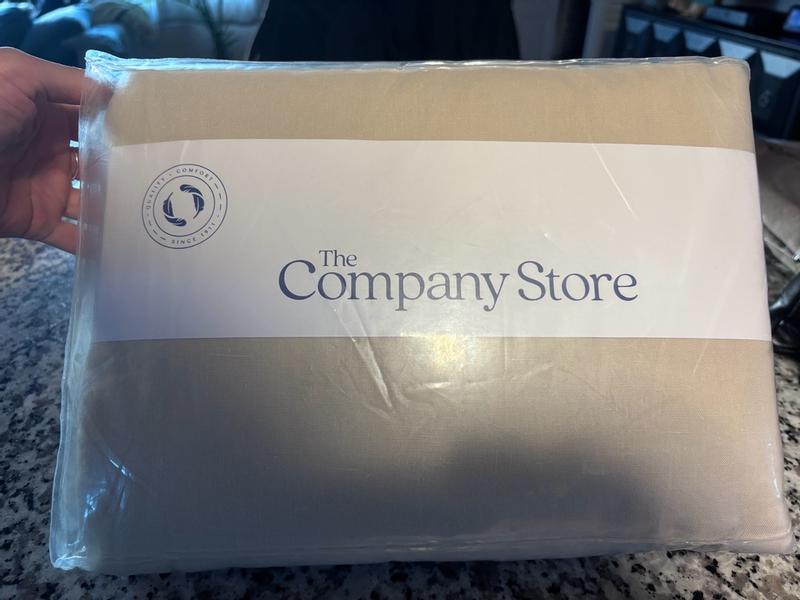 QUALITY & COMFORT
SINCE 1911
The
Company Store